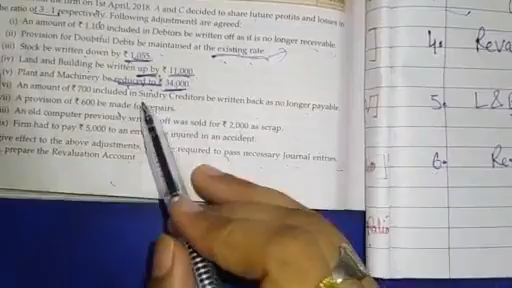 the firm on 1st April, 2018. A and C decided to share future profits and losses in
he ratio of 3 : 1 respectively. Following adjustments are agreed:
(i) An amount of ₹ 1,100 included in Debtors be written off as it is no longer receivable.
(ii) Provision for Doubtful Debts be maintained at the existing rate.
(iii) Stock be written down by ₹ 1,055.
(iv) Land and Building be written up by ₹ 11,000.
(v) Plant and Machinery be reduced to ₹ 34,000.
(vi) An amount of ₹ 700 included in Sundry Creditors be written back as no longer payable.
(vii) A provision of ₹ 600 be made for repairs.
(viii) An old computer previously written off was sold for ₹ 2,000 as scrap.
(ix) Firm had to pay ₹ 5,000 to an injured in an accident.
give effect to the above adjustments, required to pass necessary Journal entries
prepare the Revaluation Account
4. Reva
5. L&
6. Re